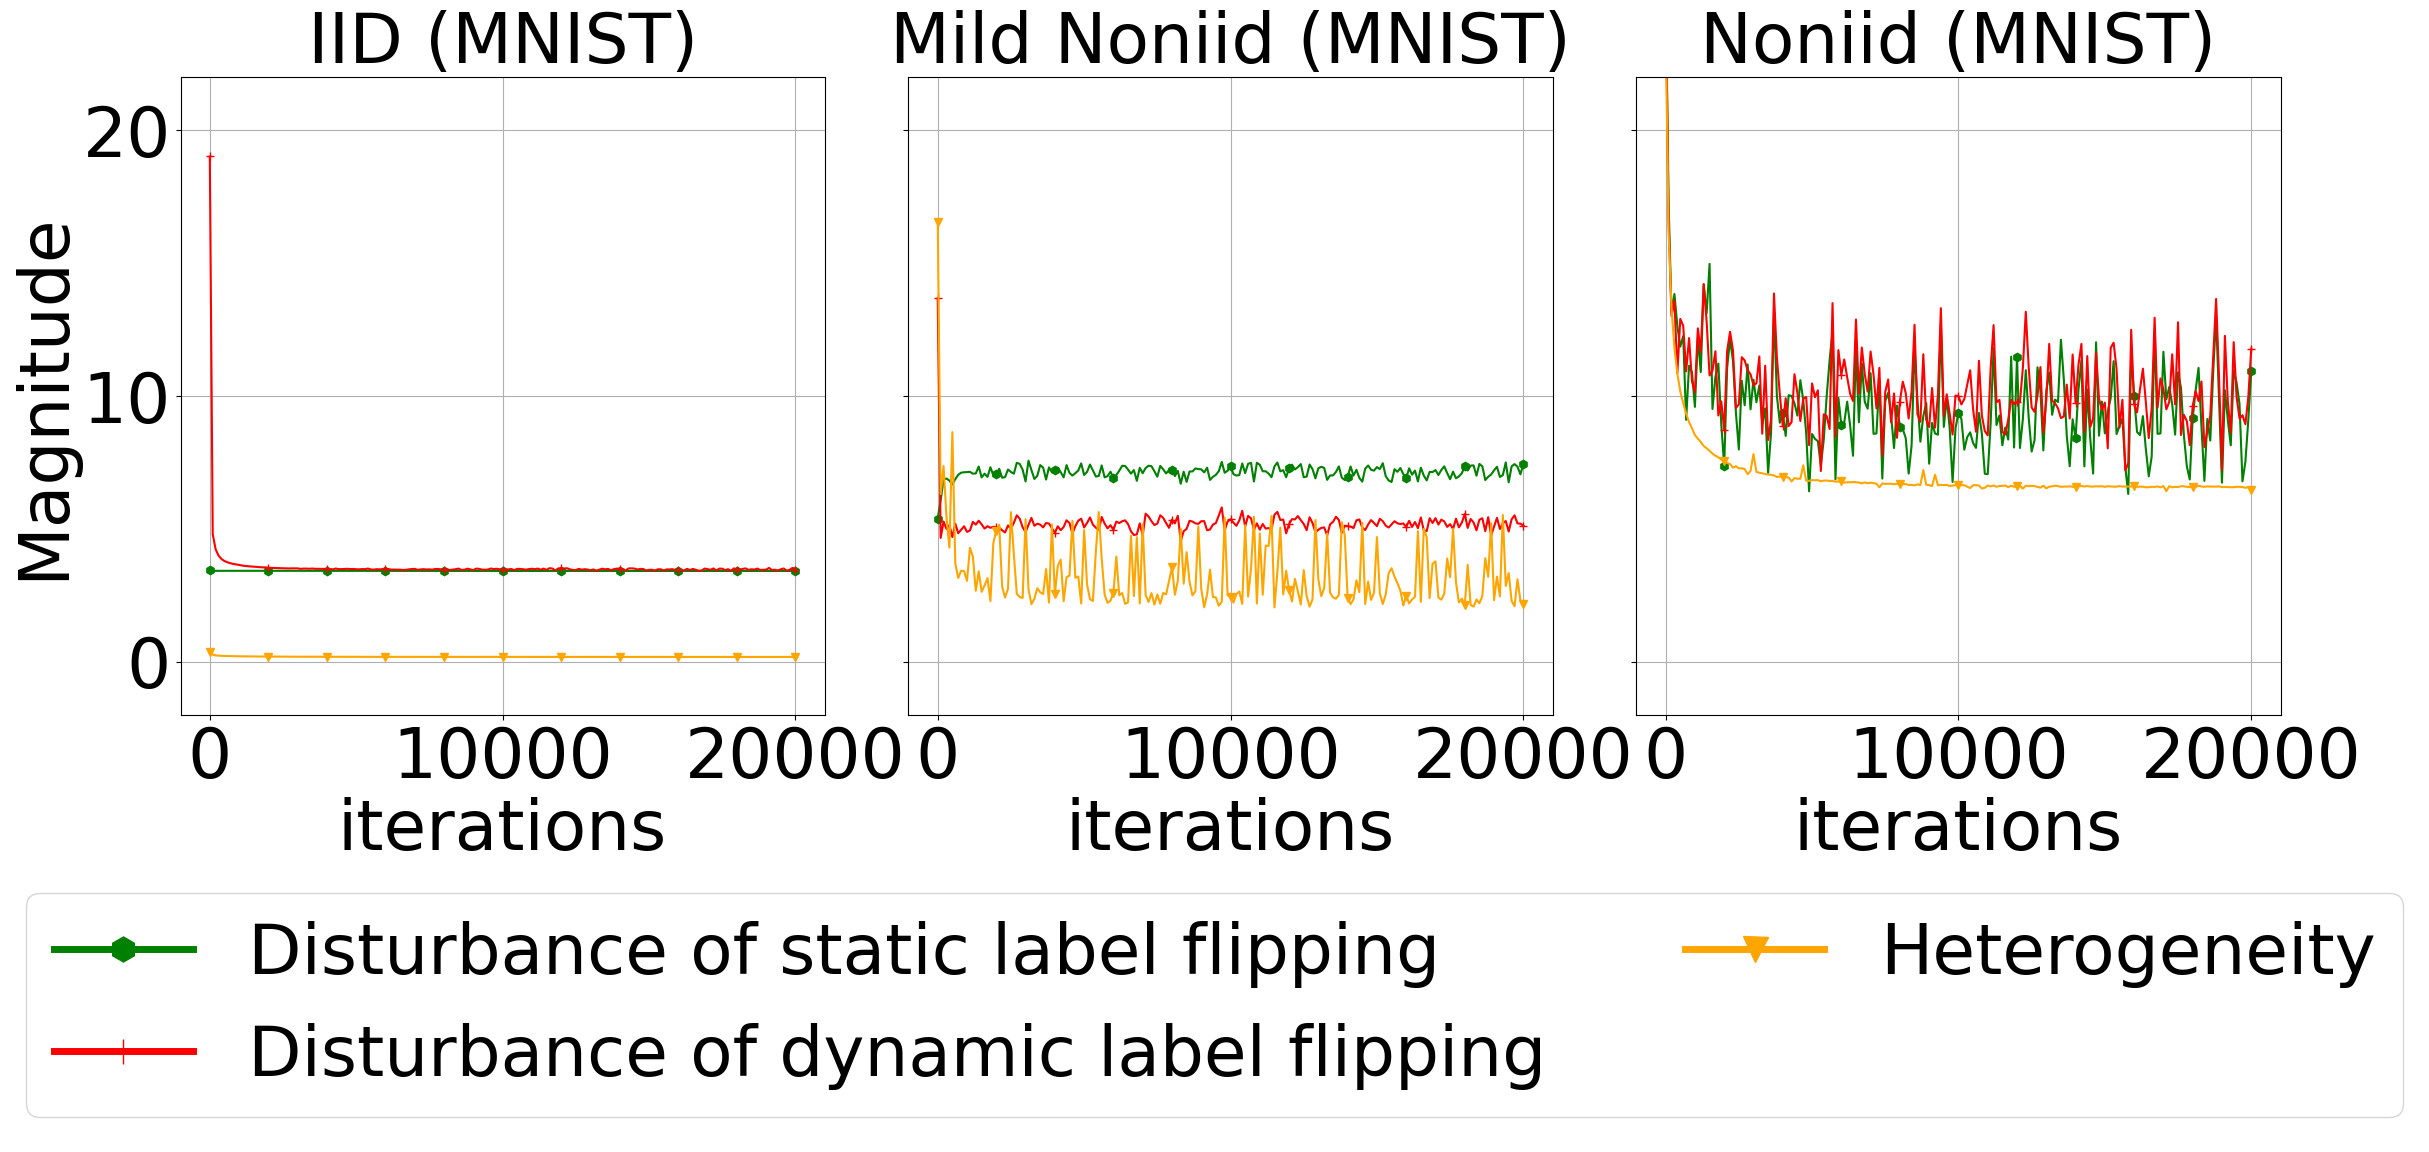 IID (MNIST)
Mild Noniid (MNIST)
Noniid (MNIST)
Magnitude
20
10
0
0 10000 20000
0 10000 20000
0 10000 20000
iterations
iterations
iterations
Disturbance of static label flipping
Disturbance of dynamic label flipping
Heterogeneity